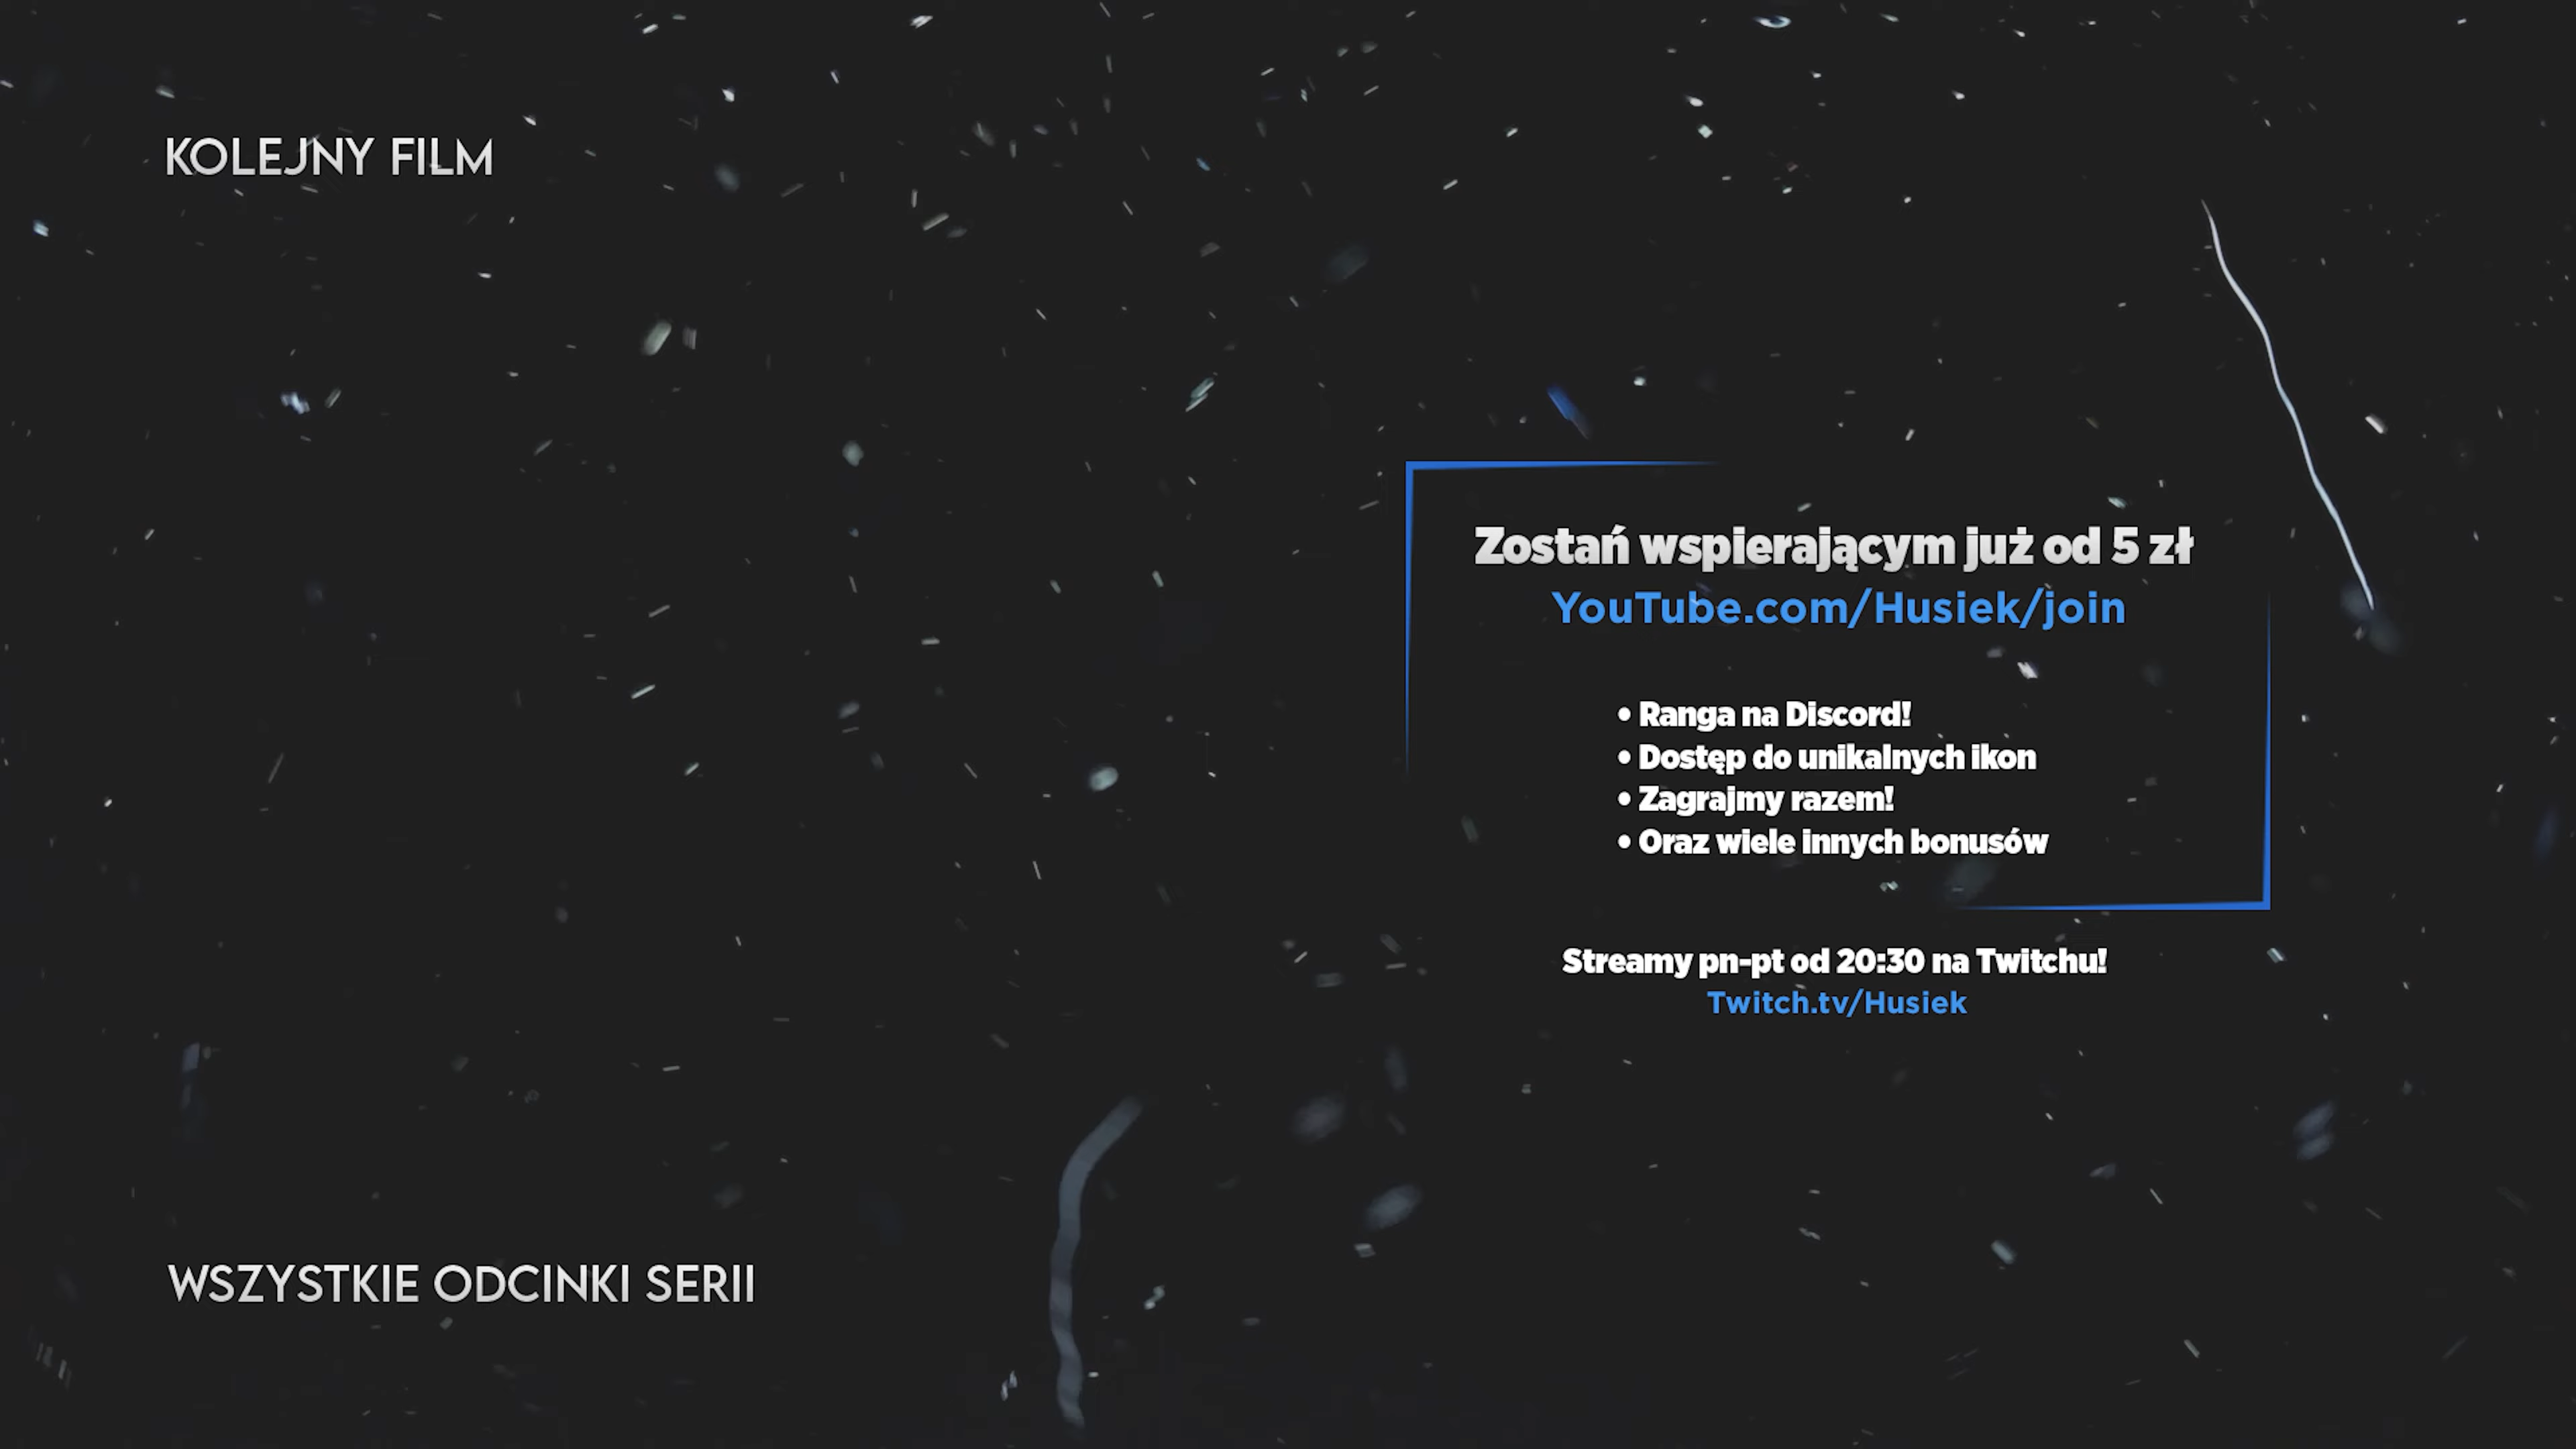 KOLEJNY FILM
Zostań wspierającym już od 5 zł
YouTube.com/Husiek/join
• Ranga na Discord!
• Dostęp do unikalnych ikon
• Zagrajmy razem!
• Oraz wiele innych bonusów
Streamy pn-pt od 20:30 na Twitchu!
Twitch.tv/Husiek
WSZYSTKIE ODCINKI SERII